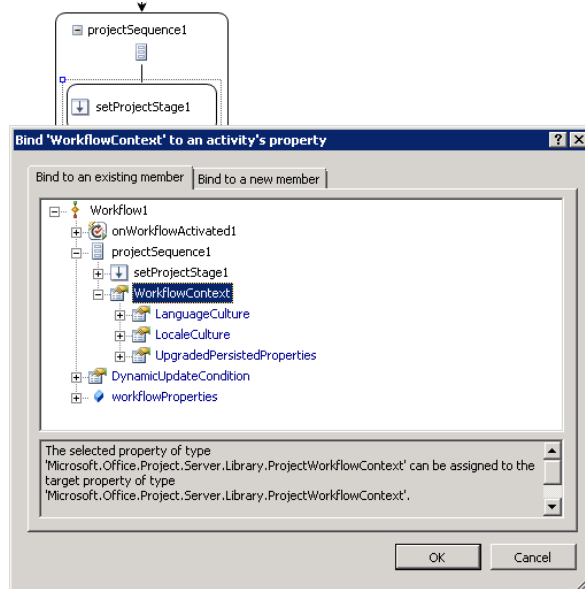 projectSequence1
setProjectStage1
Bind 'WorkflowContext' to an activity's property
Bind to an existing member
Bind to a new member
Workflow1
onWorkflowActivated1
projectSequence1
setProjectStage1
WorkflowContext
LanguageCulture
LocaleCulture
UpgradedPersistedProperties
DynamicUpdateCondition
workflowProperties
The selected property of type
'Microsoft.Office.Project.Server.Library.ProjectWorkflowContext' can be assigned to the
target property of type
'Microsoft.Office.Project.Server.Library.ProjectWorkflowContext'.
OK
Cancel